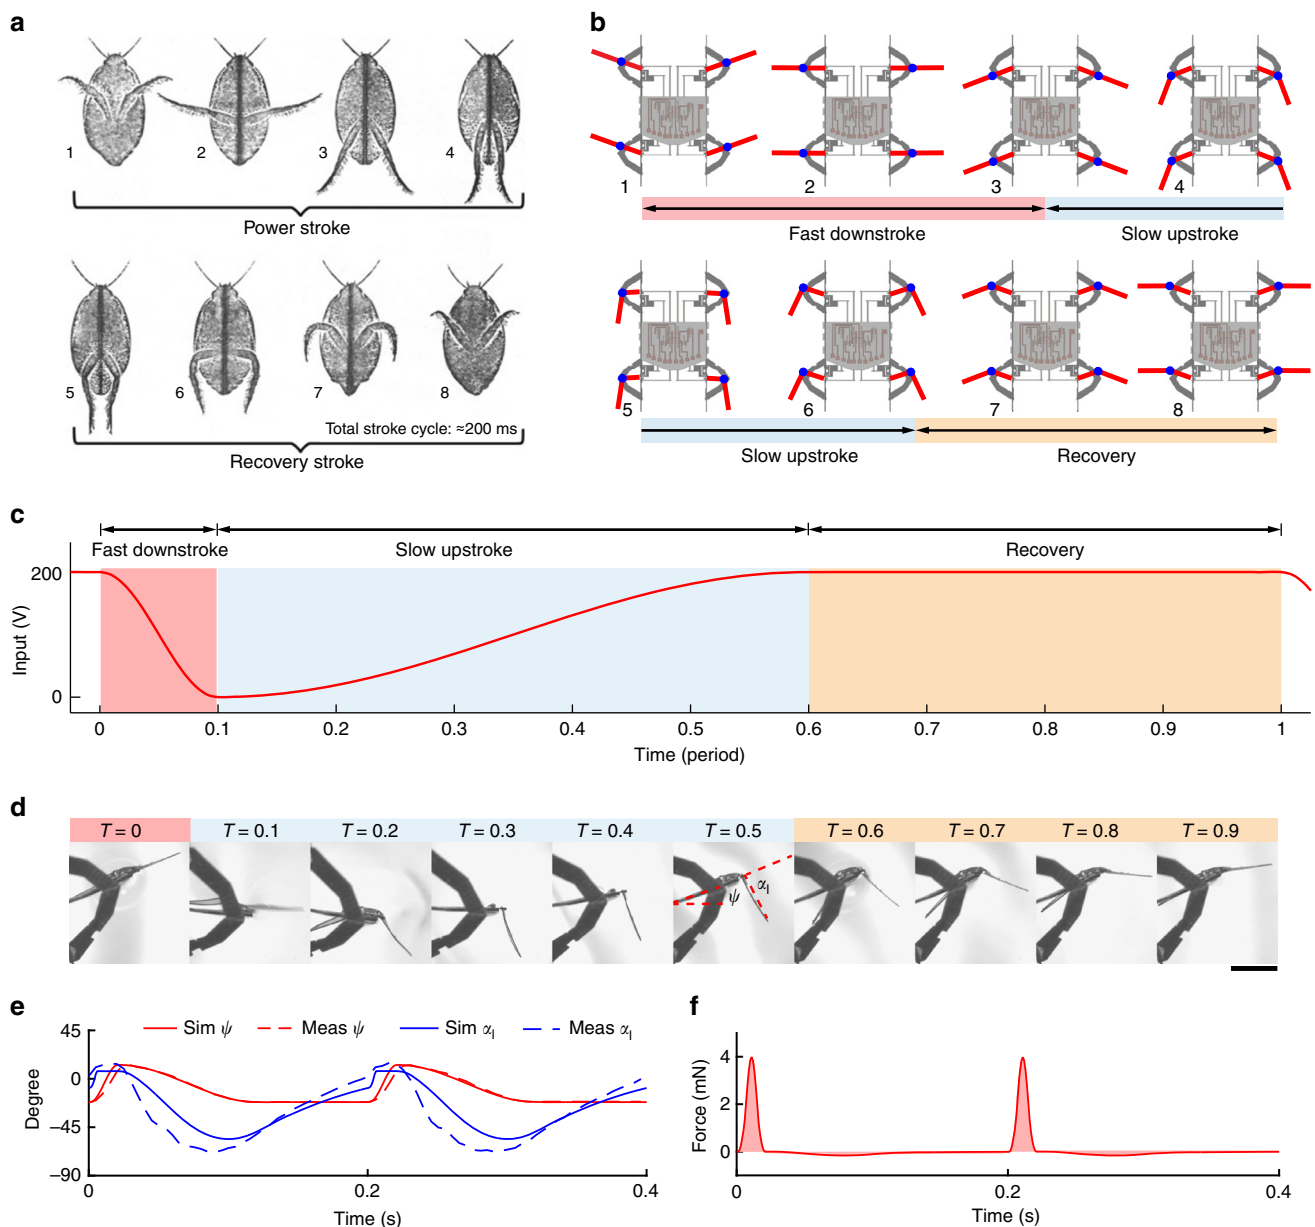 a
1 2 3 4
Power stroke
5 6 7 8
Total stroke cycle: ≈200 ms
Recovery stroke
b
1 2 3 4
Fast downstroke Slow upstroke
5 6 7 8
Slow upstroke Recovery
c
Fast downstroke Slow upstroke Recovery
200
0
Input (V)
0 0.1 0.2 0.3 0.4 0.5 0.6 0.7 0.8 0.9 1
Time (period)
d
T = 0 T = 0.1 T = 0.2 T = 0.3 T = 0.4 T = 0.5 T = 0.6 T = 0.7 T = 0.8 T = 0.9
ψ αl
e
Sim ψ Meas ψ Sim αl Meas αl
45
0
−45
−90
Degree
0 0.2 0.4
Time (s)
f
4
2
0
Force (mN)
0 0.2 0.4
Time (s)